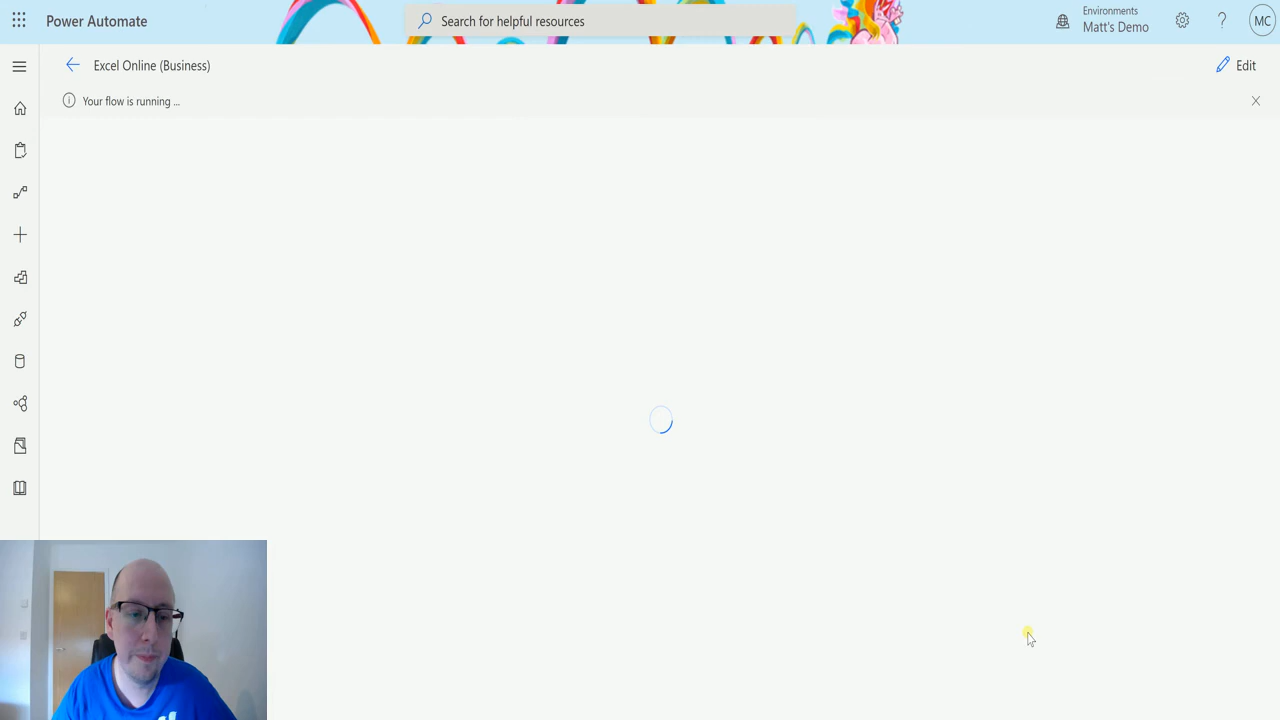 Power Automate
Search for helpful resources
Environments
Matt's Demo
MC
Excel Online (Business)
Edit
Your flow is running ...